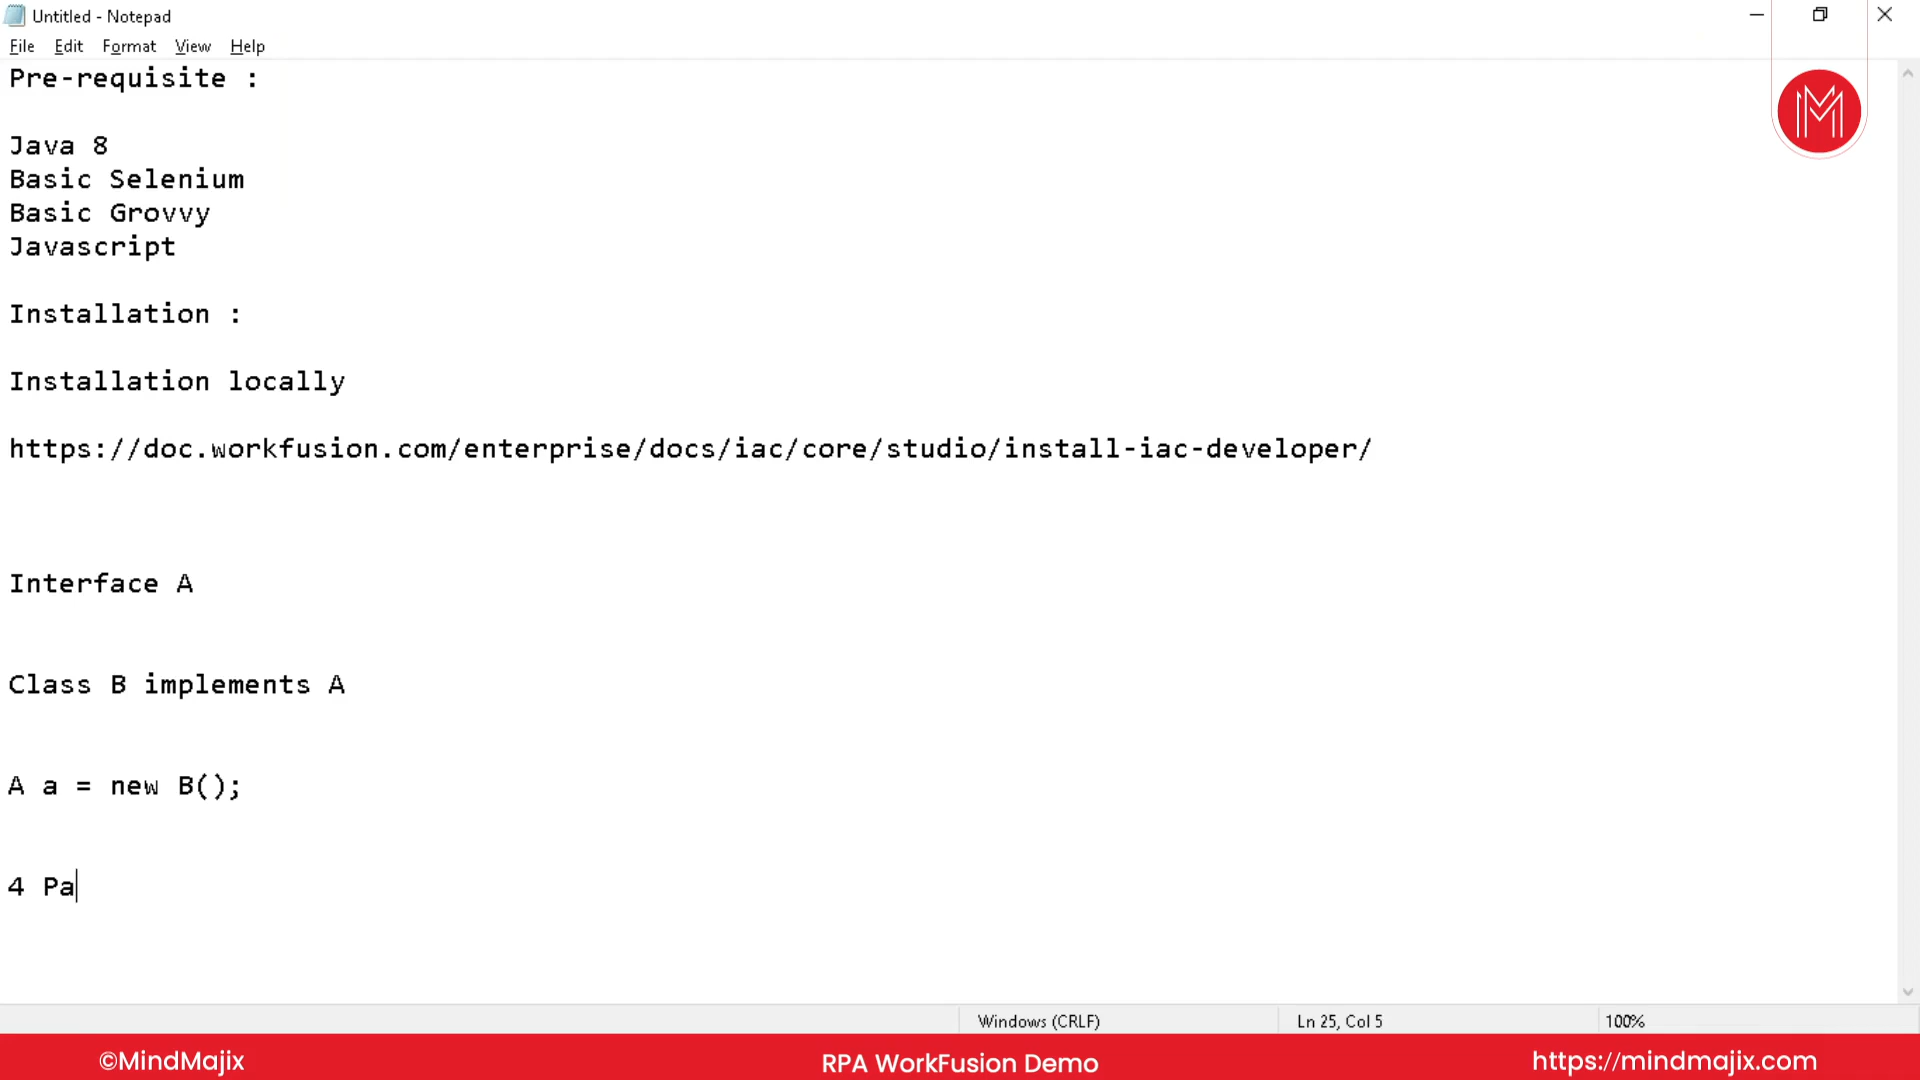 Untitled - Notepad
File Edit Format View Help
Pre-requisite :
Java 8
Basic Selenium
Basic Grovvy
Javascript
Installation :
Installation locally
https://doc.workfusion.com/enterprise/docs/iac/core/studio/install-iac-developer/
Interface A
Class B implements A
A a = new B();
4 Pa
Windows (CRLF) Ln 25, Col 5 100%
©MindMajix RPA WorkFusion Demo https://mindmajix.com